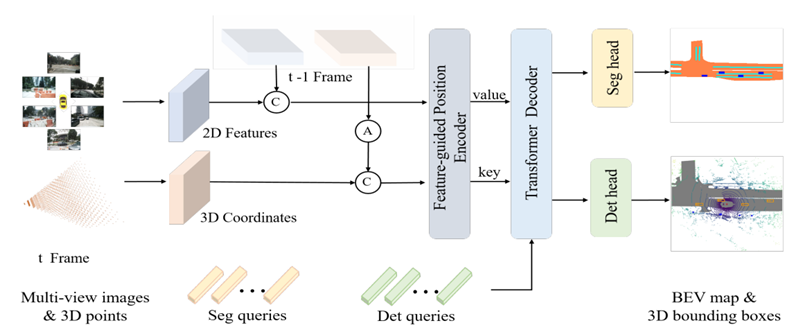 t -1 Frame
C
2D Features
A
C
3D Coordinates
Feature-guided Position
Encoder
value
key
Transformer Decoder
Seg head
Det head
t Frame
Multi-view images
& 3D points
Seg queries
Det queries
BEV map &
3D bounding boxes